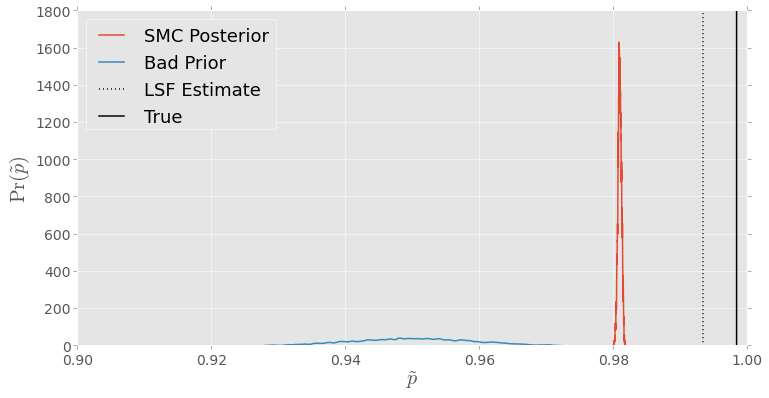 1800
1600
1400
1200
1000
800
600
400
200
0
Pr(p̃)
SMC Posterior
Bad Prior
LSF Estimate
True
0.90 0.92 0.94 0.96 0.98 1.00
p̃